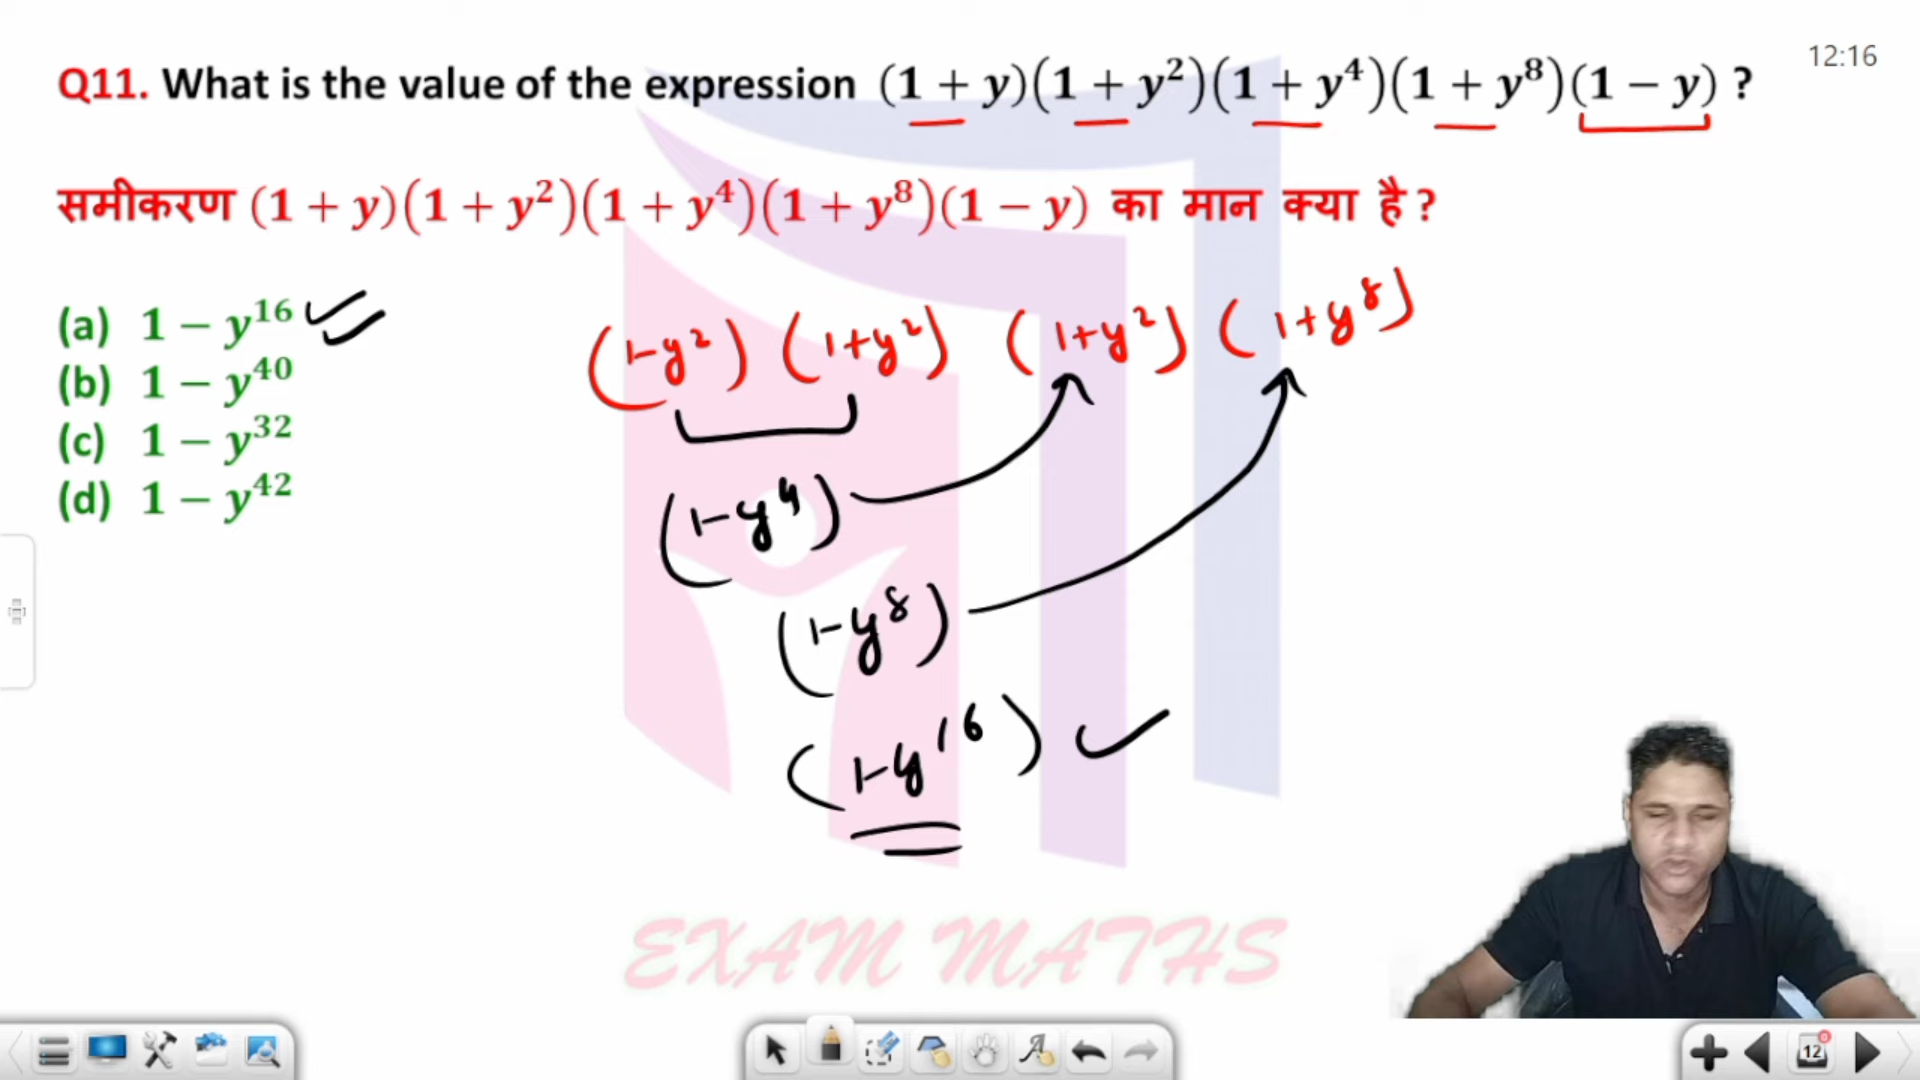 12:16
Q11. What is the value of the expression (1 + y)(1 + y²)(1 + y⁴)(1 + y⁸)(1 − y) ?
समीकरण (1 + y)(1 + y²)(1 + y⁴)(1 + y⁸)(1 − y) का मान क्या है ?
(a) 1 − y¹⁶
(b) 1 − y⁴⁰
(c) 1 − y³²
(d) 1 − y⁴²
(1-y²) (1+y²) (1+y²) (1+y⁸)
(1-y⁴)
(1-y⁸)
(1-y¹⁶)
EXAM MATHS
12
0